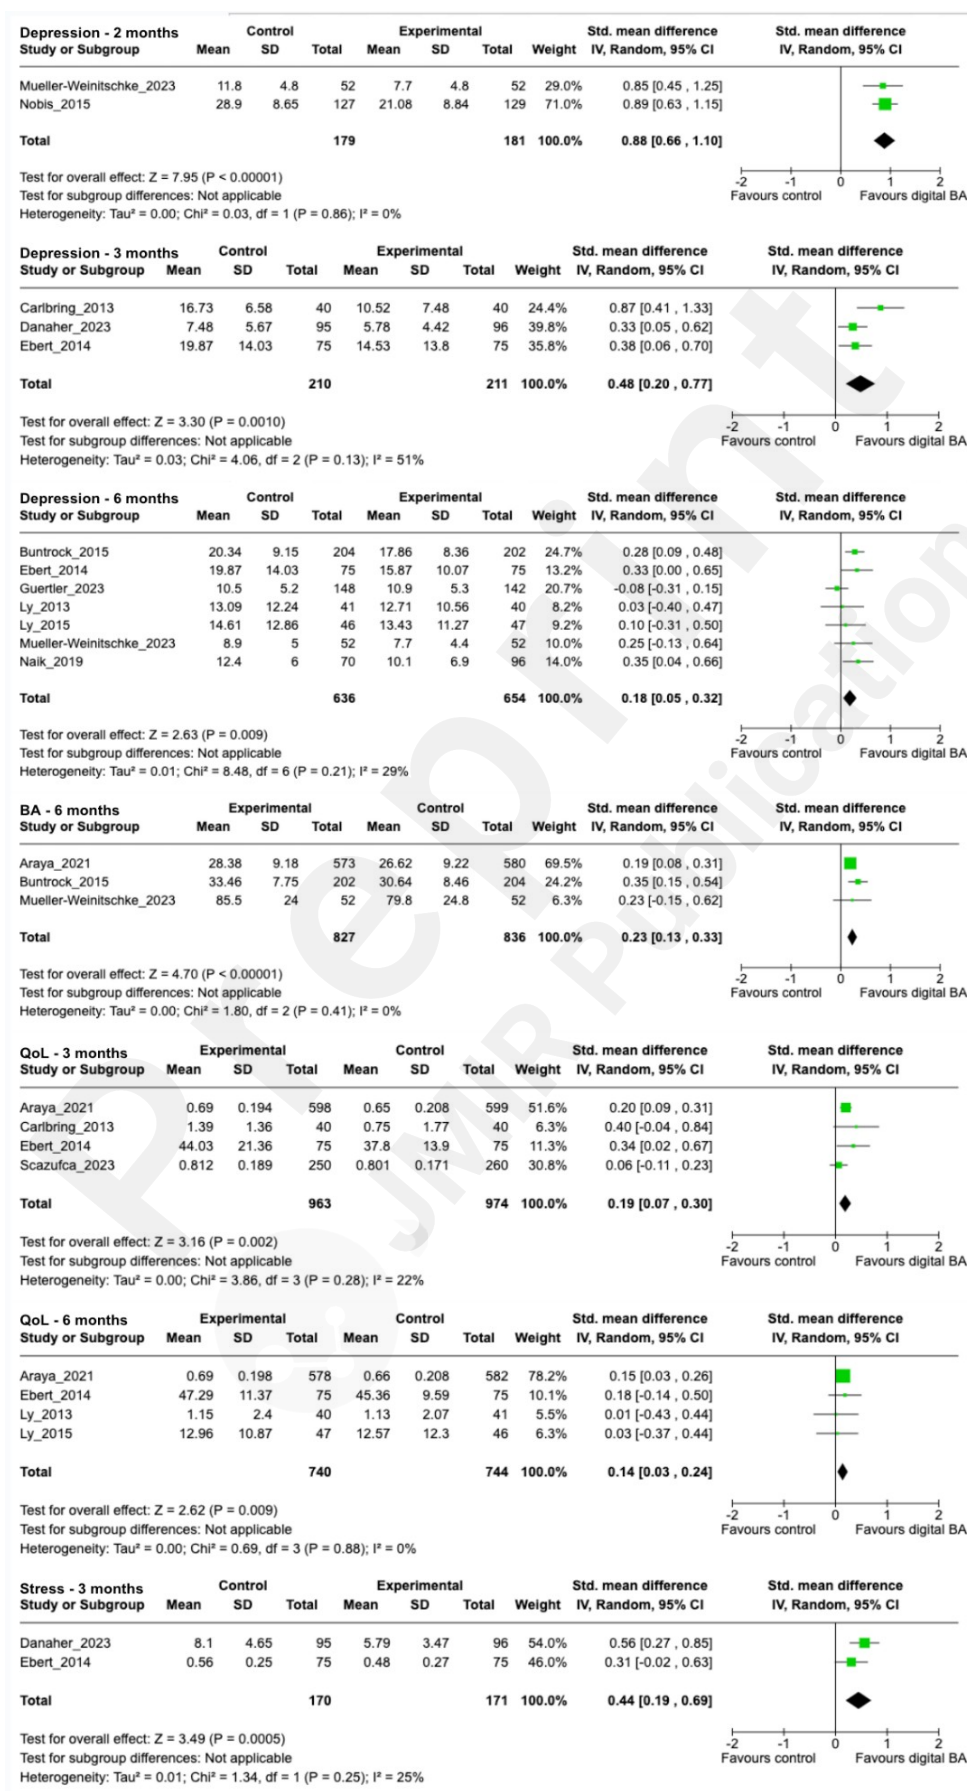 Depression - 2 months Control Experimental Std. mean difference Std. mean difference
Study or Subgroup Mean SD Total Mean SD Total Weight IV, Random, 95% CI IV, Random, 95% CI
Mueller-Weinitschke_2023 11.8 4.8 52 7.7 4.8 52 29.0% 0.85 [0.45 , 1.25]
Nobis_2015 28.9 8.65 127 21.08 8.84 129 71.0% 0.89 [0.63 , 1.15]
Total 179 181 100.0% 0.88 [0.66 , 1.10]
Test for overall effect: Z = 7.95 (P < 0.00001)
Test for subgroup differences: Not applicable
Heterogeneity: Tau² = 0.00; Chi² = 0.03, df = 1 (P = 0.86); I² = 0%
-2 -1 0 1 2
Favours control Favours digital BA
Depression - 3 months Control Experimental Std. mean difference Std. mean difference
Study or Subgroup Mean SD Total Mean SD Total Weight IV, Random, 95% CI IV, Random, 95% CI
Carlbring_2013 16.73 6.58 40 10.52 7.48 40 24.4% 0.87 [0.41 , 1.33]
Danaher_2023 7.48 5.67 95 5.78 4.42 96 39.8% 0.33 [0.05 , 0.62]
Ebert_2014 19.87 14.03 75 14.53 13.8 75 35.8% 0.38 [0.06 , 0.70]
Total 210 211 100.0% 0.48 [0.20 , 0.77]
Test for overall effect: Z = 3.30 (P = 0.0010)
Test for subgroup differences: Not applicable
Heterogeneity: Tau² = 0.03; Chi² = 4.06, df = 2 (P = 0.13); I² = 51%
-2 -1 0 1 2
Favours control Favours digital BA
Depression - 6 months Control Experimental Std. mean difference Std. mean difference
Study or Subgroup Mean SD Total Mean SD Total Weight IV, Random, 95% CI IV, Random, 95% CI
Buntrock_2015 20.34 9.15 204 17.86 8.36 202 24.7% 0.28 [0.09 , 0.48]
Ebert_2014 19.87 14.03 75 15.87 10.07 75 13.2% 0.33 [0.00 , 0.65]
Guertler_2023 10.5 5.2 148 10.9 5.3 142 20.7% -0.08 [-0.31 , 0.15]
Ly_2013 13.09 12.24 41 12.71 10.56 40 8.2% 0.03 [-0.40 , 0.47]
Ly_2015 14.61 12.86 46 13.43 11.27 47 9.2% 0.10 [-0.31 , 0.50]
Mueller-Weinitschke_2023 8.9 5 52 7.7 4.4 52 10.0% 0.25 [-0.13 , 0.64]
Naik_2019 12.4 6 70 10.1 6.9 96 14.0% 0.35 [0.04 , 0.66]
Total 636 654 100.0% 0.18 [0.05 , 0.32]
Test for overall effect: Z = 2.63 (P = 0.009)
Test for subgroup differences: Not applicable
Heterogeneity: Tau² = 0.01; Chi² = 8.48, df = 6 (P = 0.21); I² = 29%
-2 -1 0 1 2
Favours control Favours digital BA
BA - 6 months Experimental Control Std. mean difference Std. mean difference
Study or Subgroup Mean SD Total Mean SD Total Weight IV, Random, 95% CI IV, Random, 95% CI
Araya_2021 28.38 9.18 573 26.62 9.22 580 69.5% 0.19 [0.08 , 0.31]
Buntrock_2015 33.46 7.75 202 30.64 8.46 204 24.2% 0.35 [0.15 , 0.54]
Mueller-Weinitschke_2023 85.5 24 52 79.8 24.8 52 6.3% 0.23 [-0.15 , 0.62]
Total 827 836 100.0% 0.23 [0.13 , 0.33]
Test for overall effect: Z = 4.70 (P < 0.00001)
Test for subgroup differences: Not applicable
Heterogeneity: Tau² = 0.00; Chi² = 1.80, df = 2 (P = 0.41); I² = 0%
-2 -1 0 1 2
Favours control Favours digital BA
QoL - 3 months Experimental Control Std. mean difference Std. mean difference
Study or Subgroup Mean SD Total Mean SD Total Weight IV, Random, 95% CI IV, Random, 95% CI
Araya_2021 0.69 0.194 598 0.65 0.208 599 51.6% 0.20 [0.09 , 0.31]
Carlbring_2013 1.39 1.36 40 0.75 1.77 40 6.3% 0.40 [-0.04 , 0.84]
Ebert_2014 44.03 21.36 75 37.8 13.9 75 11.3% 0.34 [0.02 , 0.67]
Scazufca_2023 0.812 0.189 250 0.801 0.171 260 30.8% 0.06 [-0.11 , 0.23]
Total 963 974 100.0% 0.19 [0.07 , 0.30]
Test for overall effect: Z = 3.16 (P = 0.002)
Test for subgroup differences: Not applicable
Heterogeneity: Tau² = 0.00; Chi² = 3.86, df = 3 (P = 0.28); I² = 22%
-2 -1 0 1 2
Favours control Favours digital BA
QoL - 6 months Experimental Control Std. mean difference Std. mean difference
Study or Subgroup Mean SD Total Mean SD Total Weight IV, Random, 95% CI IV, Random, 95% CI
Araya_2021 0.69 0.198 578 0.66 0.208 582 78.2% 0.15 [0.03 , 0.26]
Ebert_2014 47.29 11.37 75 45.36 9.59 75 10.1% 0.18 [-0.14 , 0.50]
Ly_2013 1.15 2.4 40 1.13 2.07 41 5.5% 0.01 [-0.43 , 0.44]
Ly_2015 12.96 10.87 47 12.57 12.3 46 6.3% 0.03 [-0.37 , 0.44]
Total 740 744 100.0% 0.14 [0.03 , 0.24]
Test for overall effect: Z = 2.62 (P = 0.009)
Test for subgroup differences: Not applicable
Heterogeneity: Tau² = 0.00; Chi² = 0.69, df = 3 (P = 0.88); I² = 0%
-2 -1 0 1 2
Favours control Favours digital BA
Stress - 3 months Control Experimental Std. mean difference Std. mean difference
Study or Subgroup Mean SD Total Mean SD Total Weight IV, Random, 95% CI IV, Random, 95% CI
Danaher_2023 8.1 4.65 95 5.79 3.47 96 54.0% 0.56 [0.27 , 0.85]
Ebert_2014 0.56 0.25 75 0.48 0.27 75 46.0% 0.31 [-0.02 , 0.63]
Total 170 171 100.0% 0.44 [0.19 , 0.69]
Test for overall effect: Z = 3.49 (P = 0.0005)
Test for subgroup differences: Not applicable
Heterogeneity: Tau² = 0.01; Chi² = 1.34, df = 1 (P = 0.25); I² = 25%
-2 -1 0 1 2
Favours control Favours digital BA
Preprint
JMIR Publication